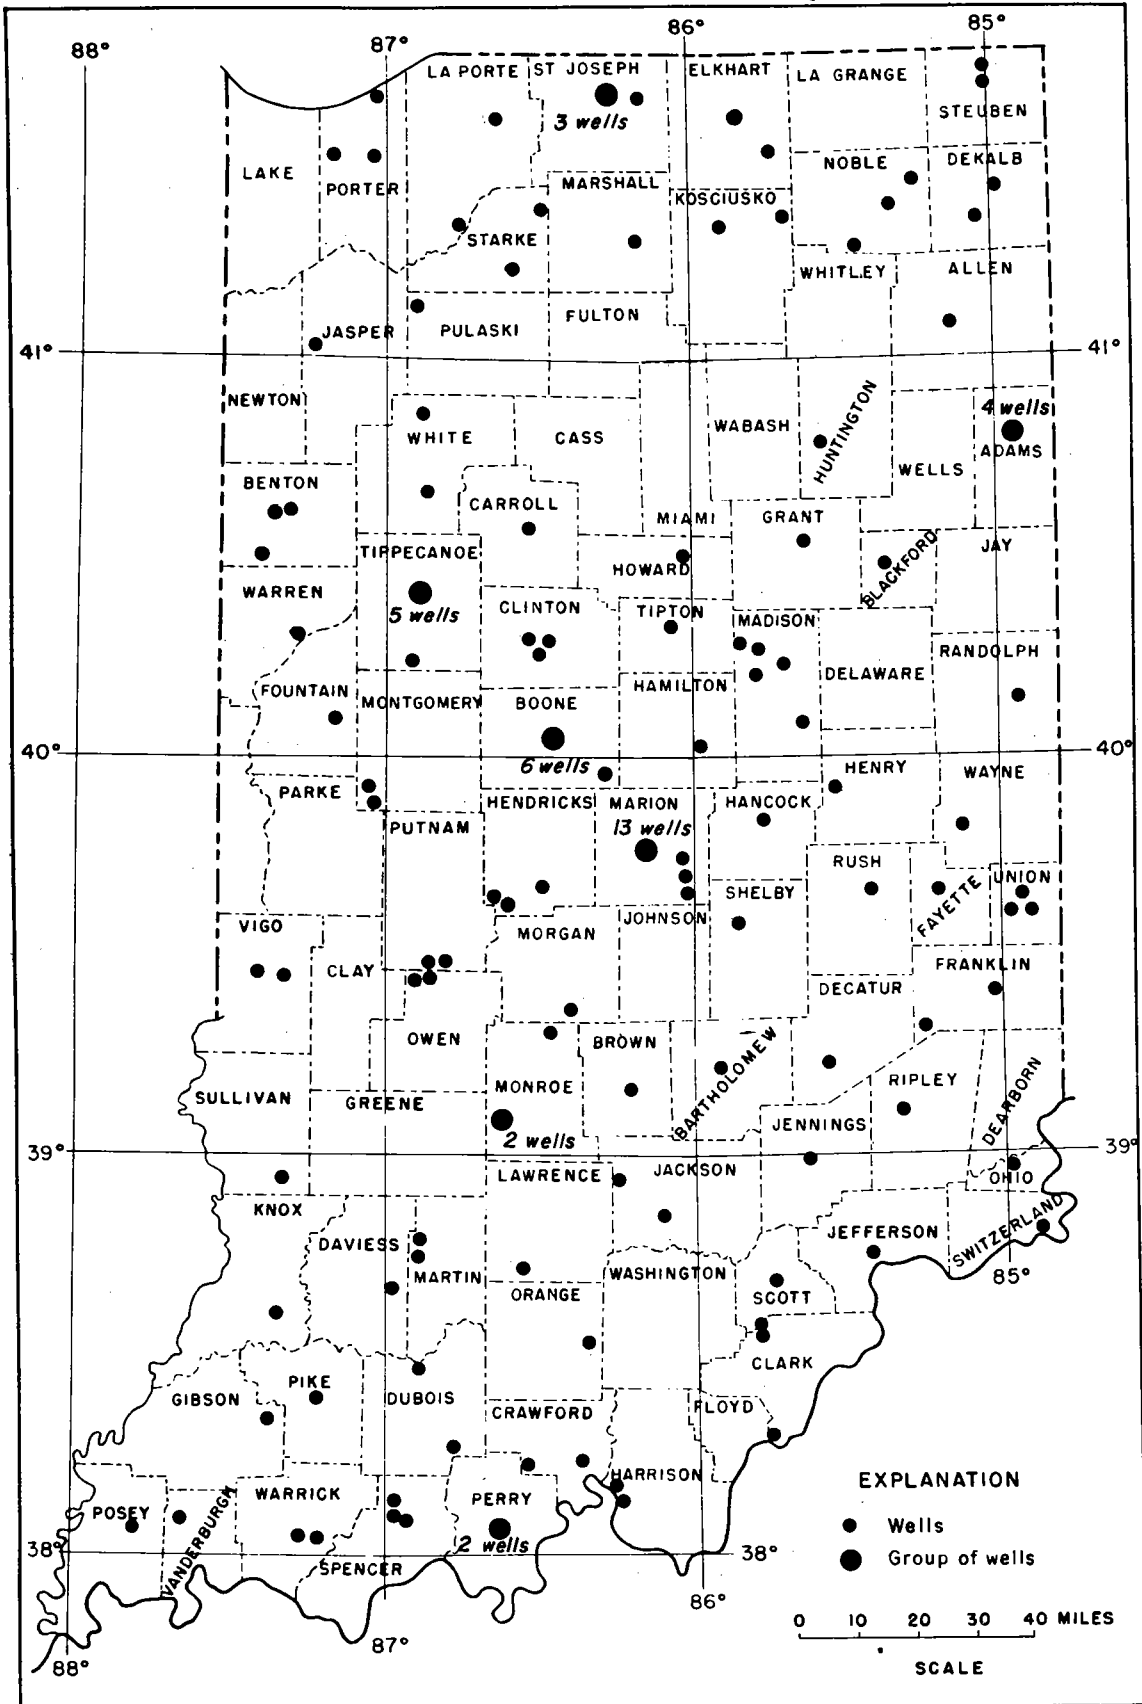 88° 87° 86° 85°
LA PORTE ST JOSEPH ELKHART LA GRANGE
3 wells STEUBEN
LAKE PORTER MARSHALL KOSCIUSKO NOBLE DEKALB
STARKE WHITLEY ALLEN
JASPER PULASKI FULTON
41° 41°
NEWTON WHITE CASS WABASH HUNTINGTON WELLS 4 wells
ADAMS
BENTON CARROLL MIAMI GRANT
TIPPECANOE HOWARD BLACKFORD JAY
WARREN 5 wells CLINTON TIPTON MADISON
RANDOLPH
FOUNTAIN MONTGOMERY BOONE HAMILTON DELAWARE
40° 6 wells 40°
PARKE HENDRICKS MARION HANCOCK HENRY WAYNE
PUTNAM 13 wells
RUSH UNION
SHELBY FAYETTE
VIGO MORGAN JOHNSON
CLAY DECATUR FRANKLIN
OWEN BROWN BARTHOLOMEW
SULLIVAN GREENE MONROE RIPLEY DEARBORN
2 wells JENNINGS
39° 39°
LAWRENCE JACKSON OHIO
KNOX
DAVIESS JEFFERSON SWITZERLAND
MARTIN ORANGE WASHINGTON SCOTT 85°
CLARK
GIBSON PIKE DUBOIS CRAWFORD FLOYD
HARRISON
POSEY VANDERBURGH WARRICK PERRY
2 wells
38° SPENCER 38°
86°
87°
88°
EXPLANATION
Wells
Group of wells
0 10 20 30 40 MILES
SCALE